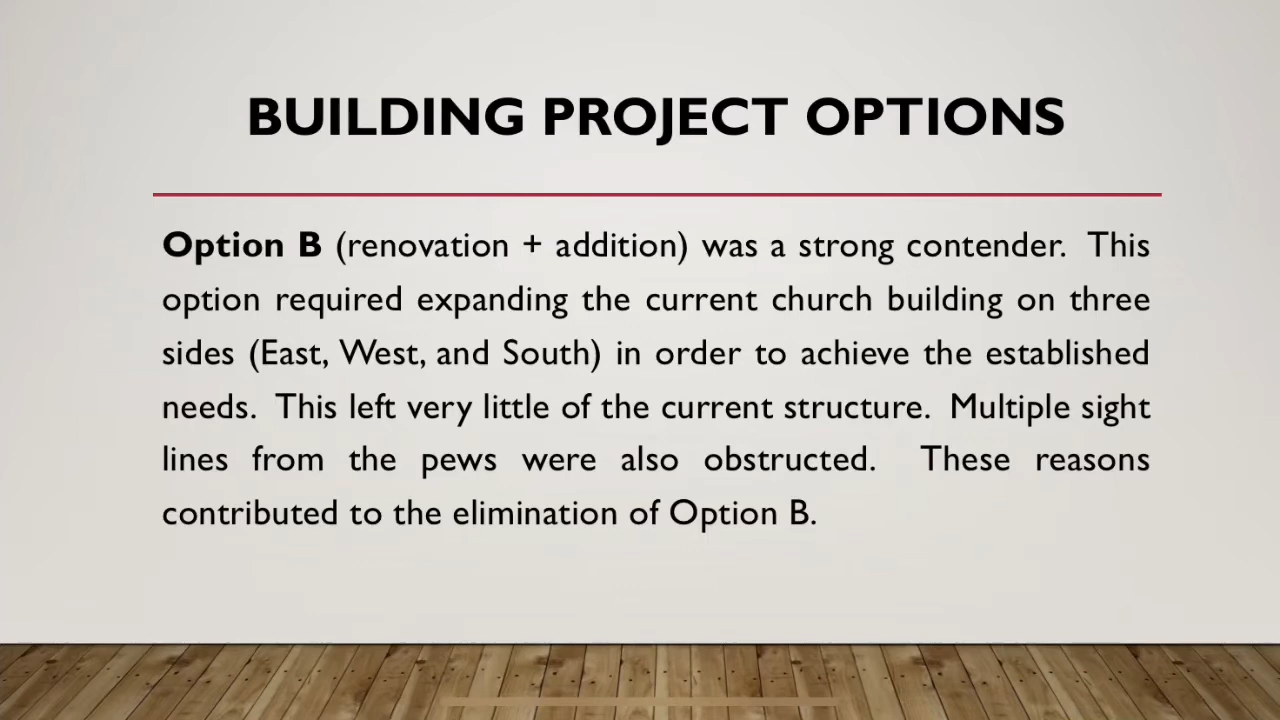 BUILDING PROJECT OPTIONS
Option B (renovation + addition) was a strong contender.  This
option required expanding the current church building on three
sides (East, West, and South) in order to achieve the established
needs.  This left very little of the current structure.  Multiple sight
lines from the pews were also obstructed.  These reasons
contributed to the elimination of Option B.